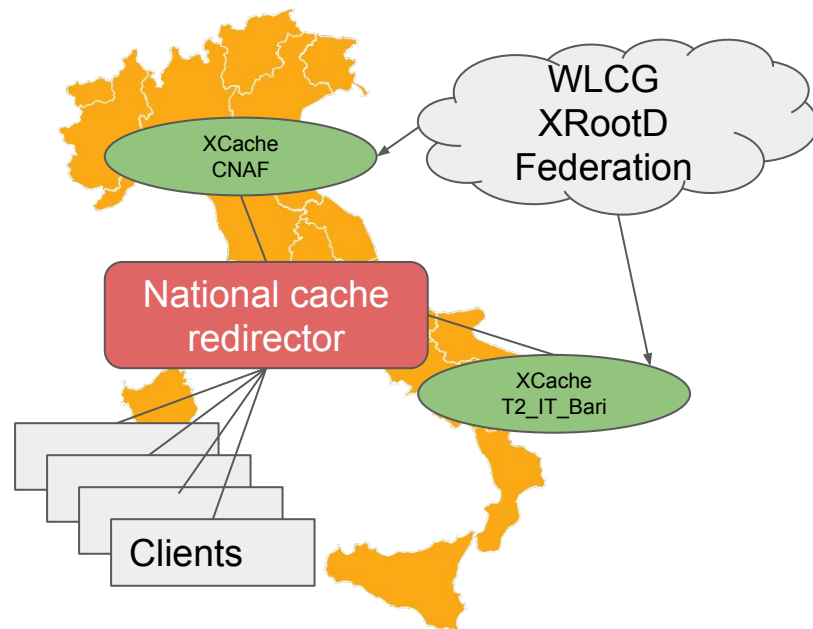 WLCG
XRootD
Federation
XCache
CNAF
National cache
redirector
XCache
T2_IT_Bari
Clients